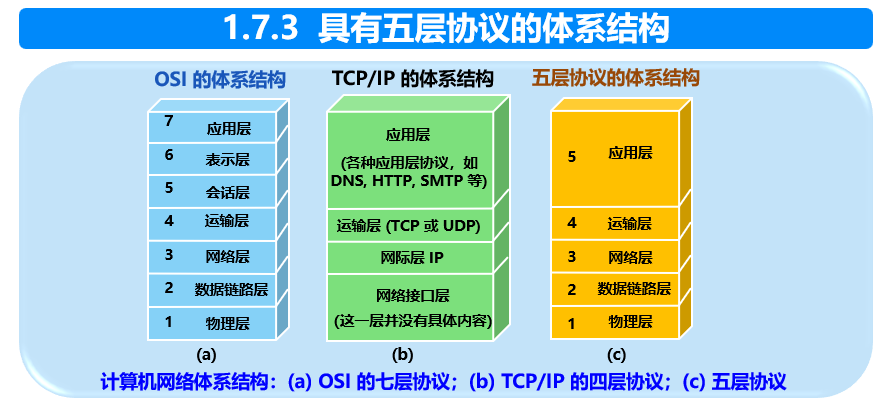 1.7.3 具有五层协议的体系结构
OSI 的体系结构
7 应用层
6 表示层
5 会话层
4 运输层
3 网络层
2 数据链路层
1 物理层
(a)
TCP/IP 的体系结构
应用层
(各种应用层协议，如
DNS, HTTP, SMTP 等)
运输层 (TCP 或 UDP)
网际层 IP
网络接口层
(这一层并没有具体内容)
(b)
五层协议的体系结构
5 应用层
4 运输层
3 网络层
2 数据链路层
1 物理层
(c)
计算机网络体系结构：(a) OSI 的七层协议；(b) TCP/IP 的四层协议；(c) 五层协议